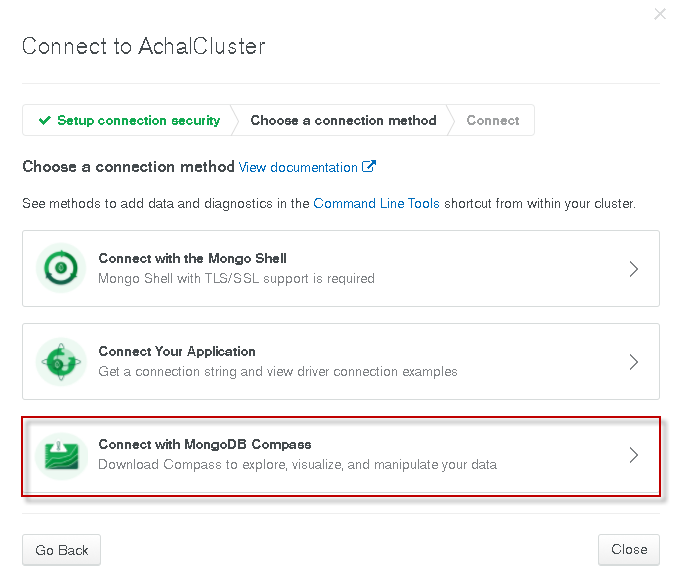 Connect to AchalCluster
Setup connection security
Choose a connection method
Connect
Choose a connection method View documentation
See methods to add data and diagnostics in the Command Line Tools shortcut from within your cluster.
Connect with the Mongo Shell
Mongo Shell with TLS/SSL support is required
Connect Your Application
Get a connection string and view driver connection examples
Connect with MongoDB Compass
Download Compass to explore, visualize, and manipulate your data
Go Back
Close